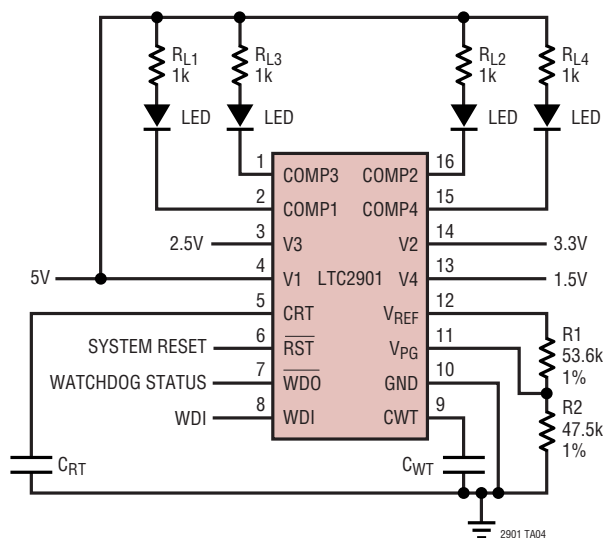 RL1
1k
RL3
1k
RL2
1k
RL4
1k
LED
LED
LED
LED
1
COMP3
COMP2
16
2
COMP1
COMP4
15
2.5V
3
V3
V2
14
3.3V
5V
4
V1
LTC2901
V4
13
1.5V
5
CRT
VREF
12
SYSTEM RESET
6
RST
VPG
11
R1
53.6k
1%
WATCHDOG STATUS
7
WDO
GND
10
WDI
8
WDI
CWT
9
R2
47.5k
1%
CRT
CWT
2901 TA04